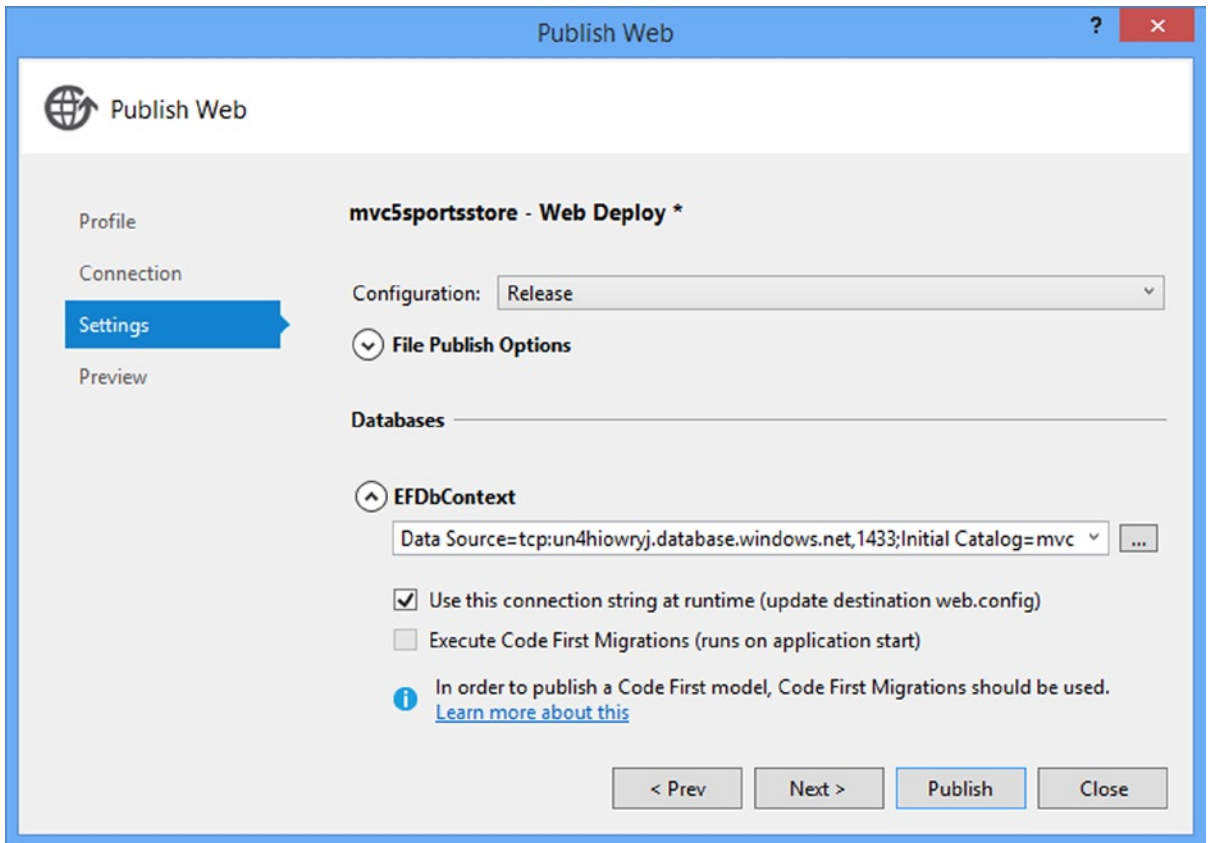 Publish Web
?
Publish Web
Profile
Connection
Settings
Preview
mvc5sportsstore - Web Deploy *
Configuration: Release
File Publish Options
Databases
EFDbContext
Data Source=tcp:un4hiowryj.database.windows.net,1433;Initial Catalog=mvc
...
Use this connection string at runtime (update destination web.config)
Execute Code First Migrations (runs on application start)
In order to publish a Code First model, Code First Migrations should be used.
Learn more about this
< Prev Next > Publish Close